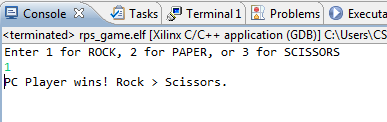 Console Tasks Terminal 1 Problems Execut
<terminated> rps_game.elf [Xilinx C/C++ application (GDB)] C:\Users\CS
Enter 1 for ROCK, 2 for PAPER, or 3 for SCISSORS
1
PC Player wins! Rock > Scissors.